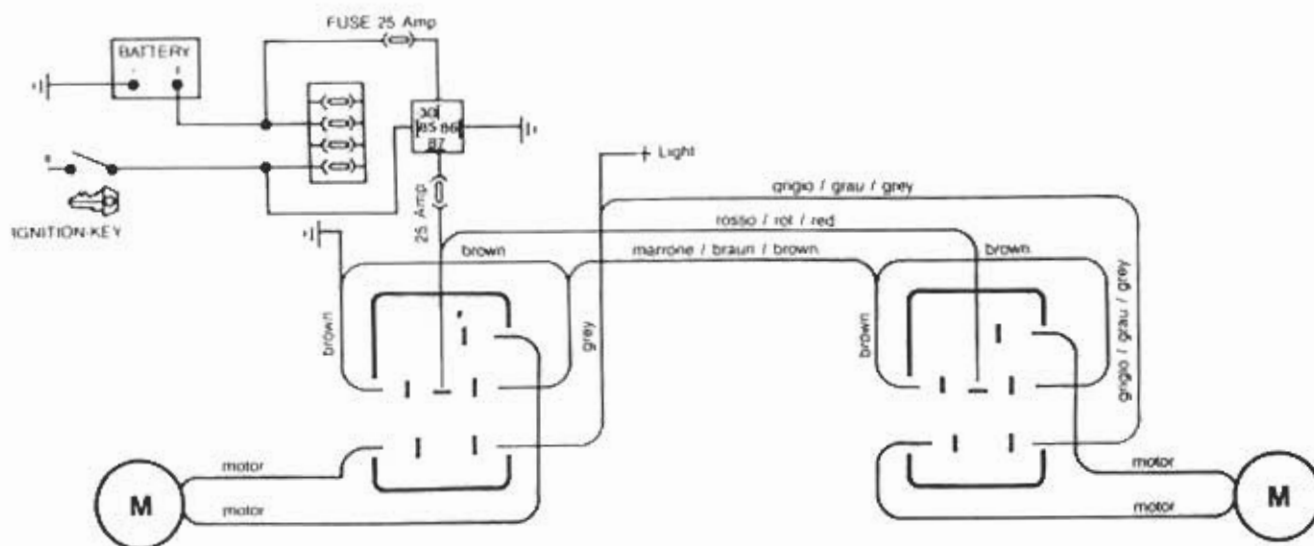 FUSE 25 Amp
BATTERY
30
85 86
87
Light
IGNITION-KEY
25 Amp
grigio / grau / grey
rosso / rot / red
brown
marrone / braun / brown
brown
brown
grey
brown
grigio / grau / grey
motor
M
motor
motor
M
motor